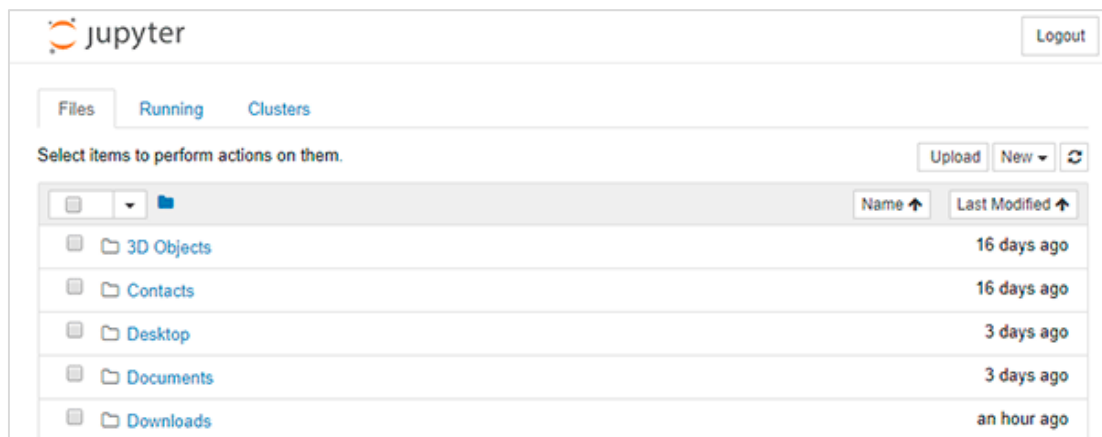 jupyter
Logout
Files Running Clusters
Select items to perform actions on them.
Upload New
Name Last Modified
3D Objects 16 days ago
Contacts 16 days ago
Desktop 3 days ago
Documents 3 days ago
Downloads an hour ago